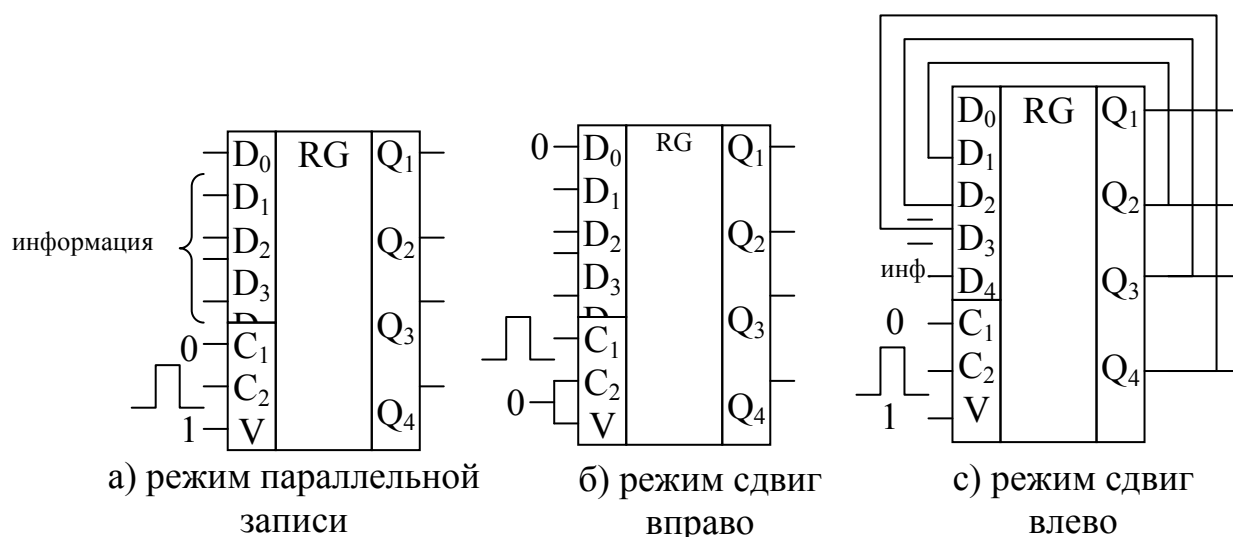 информация
D₀ RG Q₁
D₁
D₂ Q₂
D₃
Q₃
0 C₁
C₂
1 V Q₄
а) режим параллельной
записи
0 D₀ RG Q₁
D₁
D₂ Q₂
D₃
C₁ Q₃
C₂
0
V Q₄
б) режим сдвиг
вправо
D₀ RG Q₁
D₁
D₂ Q₂
D₃
инф
D₄ Q₃
0 C₁
C₂ Q₄
1 V
с) режим сдвиг
влево